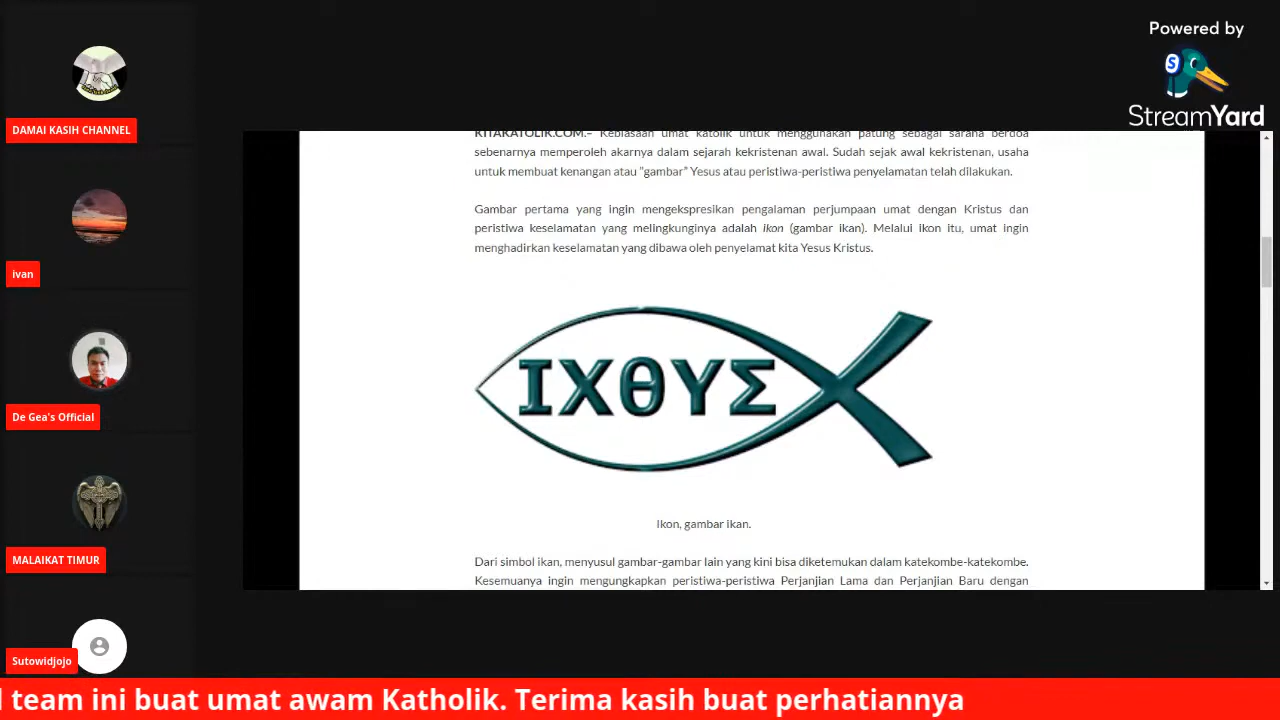 Powered by
StreamYard
DAMAI KASIH CHANNEL
ivan
De Gea's Official
MALAIKAT TIMUR
Sutowidjojo
KITAKATOLIK.COM.– Kebiasaan umat katolik untuk menggunakan patung sebagai sarana berdoa
sebenarnya memperoleh akarnya dalam sejarah kekristenan awal. Sudah sejak awal kekristenan, usaha
untuk membuat kenangan atau “gambar” Yesus atau peristiwa-peristiwa penyelamatan telah dilakukan.
Gambar pertama yang ingin mengekspresikan pengalaman perjumpaan umat dengan Kristus dan
peristiwa keselamatan yang melingkunginya adalah Ikon (gambar ikan). Melalui ikon itu, umat ingin
menghadirkan keselamatan yang dibawa oleh penyelamat kita Yesus Kristus.
ΙΧΘΥΣ
Ikon, gambar ikan.
Dari simbol ikan, menyusul gambar-gambar lain yang kini bisa diketemukan dalam katekombe-katekombe.
Kesemuanya ingin mengungkapkan peristiwa-peristiwa Perjanjian Lama dan Perjanjian Baru dengan
team ini buat umat awam Katholik. Terima kasih buat perhatiannya